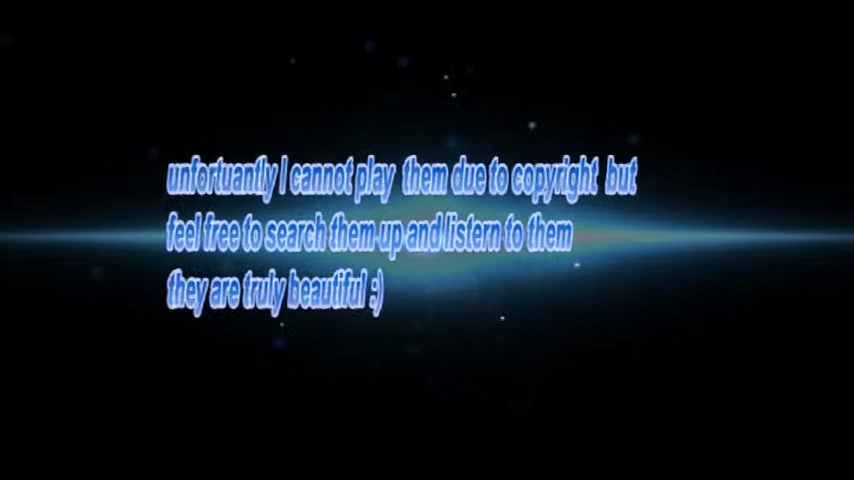 unfortuantly I cannot play them due to copyright but
feel free to search them up and listern to them
they are truly beautiful :)